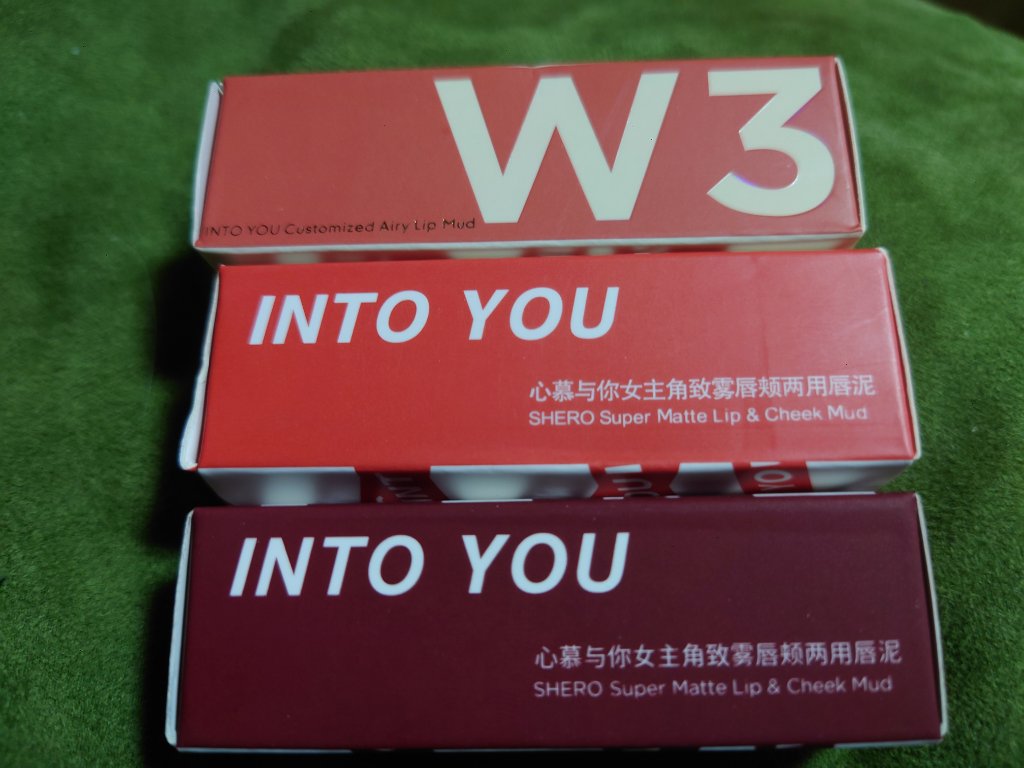 W3
INTO YOU Customized Airy Lip Mud
INTO YOU
心慕与你女主角致雾唇颊两用唇泥
SHERO Super Matte Lip & Cheek Mud
INTO YOU
心慕与你女主角致雾唇颊两用唇泥
SHERO Super Matte Lip & Cheek Mud